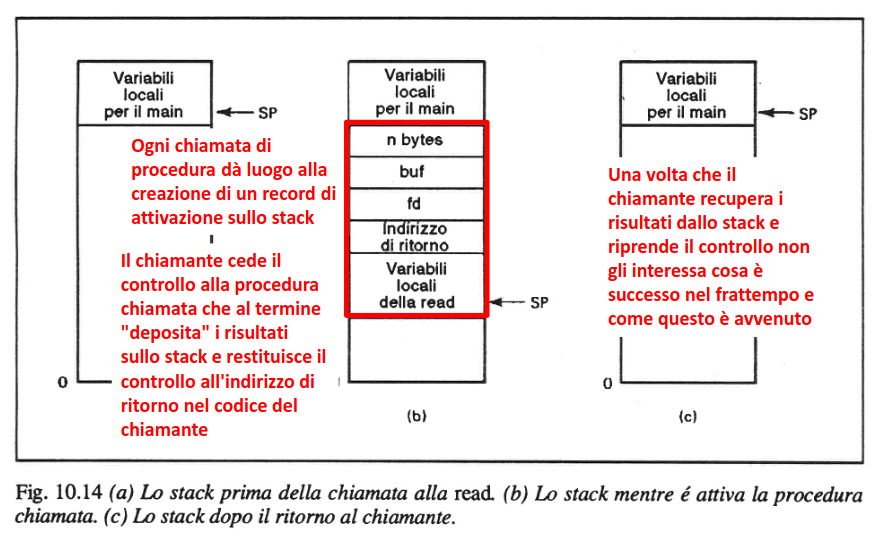 Variabili
locali
per il main
SP
Ogni chiamata di
procedura dà luogo alla
creazione di un record di
attivazione sullo stack
Il chiamante cede il
controllo alla procedura
chiamata che al termine
"deposita" i risultati
sullo stack e restituisce il
controllo all'indirizzo di
ritorno nel codice del
chiamante
0
Variabili
locali
per il main
n bytes
buf
fd
Indirizzo
di ritorno
Variabili
locali
della read
SP
(b)
Variabili
locali
per il main
SP
Una volta che il
chiamante recupera i
risultati dallo stack e
riprende il controllo non
gli interessa cosa è
successo nel frattempo e
come questo è avvenuto
0
(c)
Fig. 10.14 (a) Lo stack prima della chiamata alla read. (b) Lo stack mentre é attiva la procedura
chiamata. (c) Lo stack dopo il ritorno al chiamante.